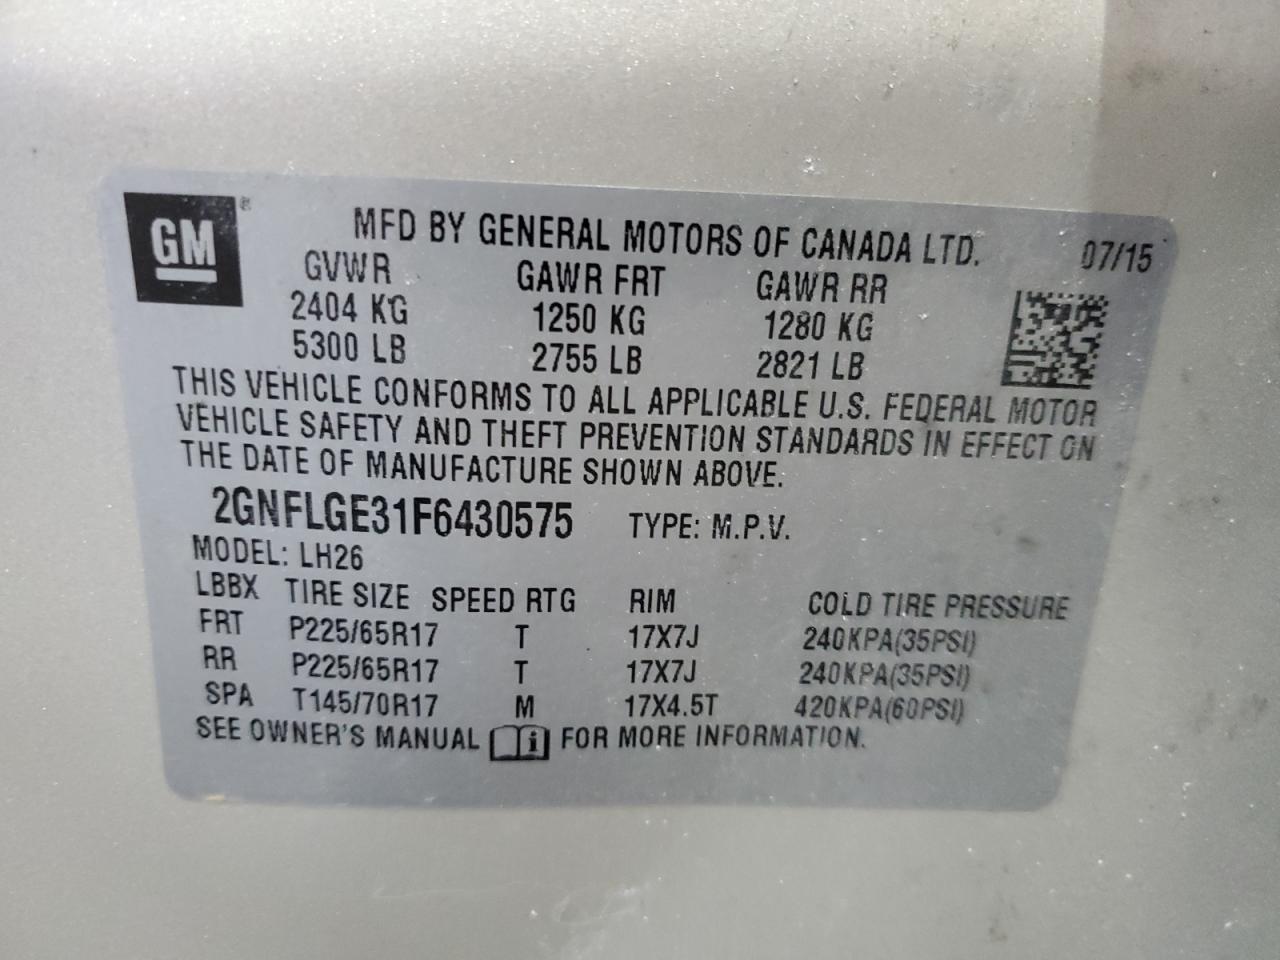 GM®
MFD BY GENERAL MOTORS OF CANADA LTD. 07/15
GVWR GAWR FRT GAWR RR
2404 KG 1250 KG 1280 KG
5300 LB 2755 LB 2821 LB
THIS VEHICLE CONFORMS TO ALL APPLICABLE U.S. FEDERAL MOTOR
VEHICLE SAFETY AND THEFT PREVENTION STANDARDS IN EFFECT ON
THE DATE OF MANUFACTURE SHOWN ABOVE.
2GNFLGE31F6430575 TYPE: M.P.V.
MODEL: LH26
LBBX TIRE SIZE SPEED RTG RIM COLD TIRE PRESSURE
FRT P225/65R17 T 17X7J 240KPA(35PSI)
RR P225/65R17 T 17X7J 240KPA(35PSI)
SPA T145/70R17 M 17X4.5T 420KPA(60PSI)
SEE OWNER'S MANUAL i FOR MORE INFORMATION.